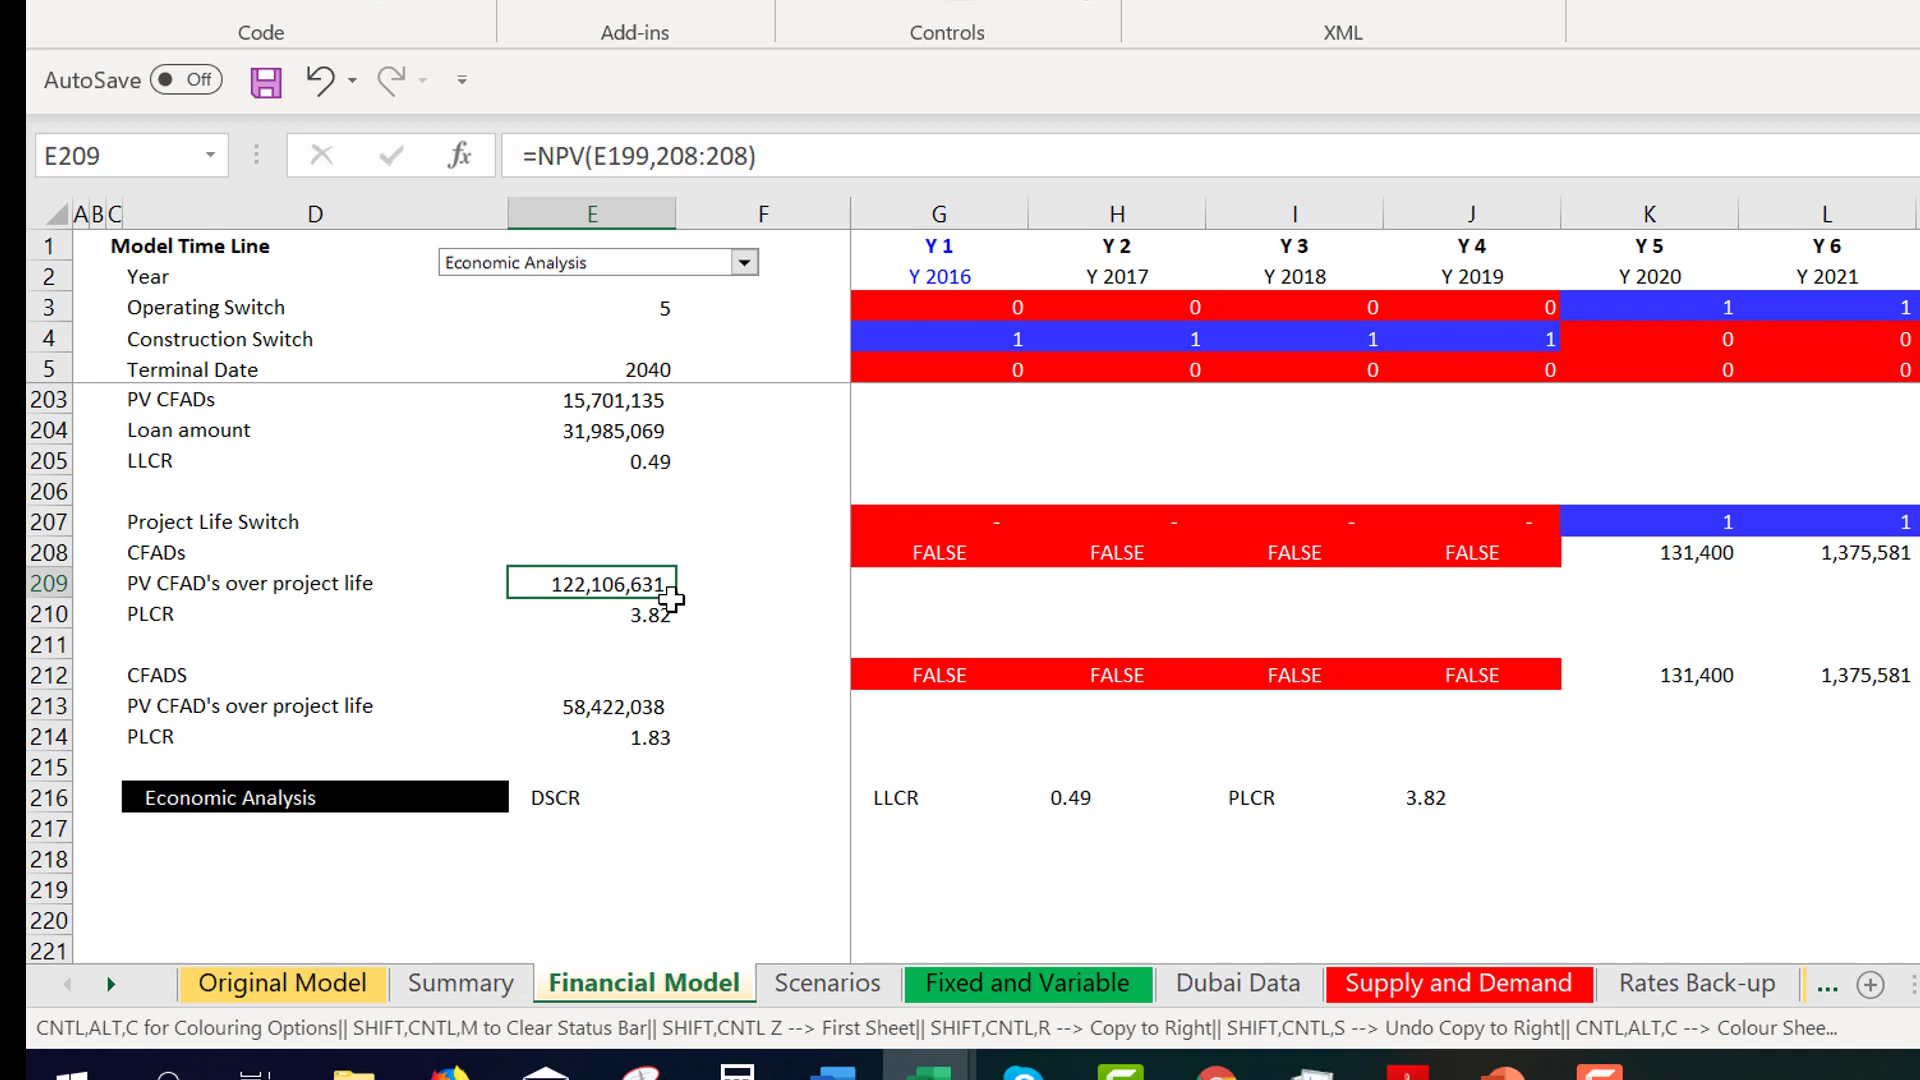 Code Add-ins Controls XML
AutoSave Off
E209 fx =NPV(E199,208:208)
A B C D E F G H I J K L
1 Model Time Line Y 1 Y 2 Y 3 Y 4 Y 5 Y 6
Economic Analysis
2 Year Y 2016 Y 2017 Y 2018 Y 2019 Y 2020 Y 2021
3 Operating Switch 5 0 0 0 0 1 1
4 Construction Switch 1 1 1 1 0 0
5 Terminal Date 2040 0 0 0 0 0 0
203 PV CFADs 15,701,135
204 Loan amount 31,985,069
205 LLCR 0.49
206
207 Project Life Switch - - - - 1 1
208 CFADs FALSE FALSE FALSE FALSE 131,400 1,375,581
209 PV CFAD's over project life 122,106,631
210 PLCR 3.82
211
212 CFADS FALSE FALSE FALSE FALSE 131,400 1,375,581
213 PV CFAD's over project life 58,422,038
214 PLCR 1.83
215
216 Economic Analysis DSCR LLCR 0.49 PLCR 3.82
217
218
219
220
221
Original Model Summary Financial Model Scenarios Fixed and Variable Dubai Data Supply and Demand Rates Back-up ...
CNTL,ALT,C for Colouring Options|| SHIFT,CNTL,M to Clear Status Bar|| SHIFT,CNTL Z --> First Sheet|| SHIFT,CNTL,R --> Copy to Right|| SHIFT,CNTL,S --> Undo Copy to Right|| CNTL,ALT,C --> Colour Shee...